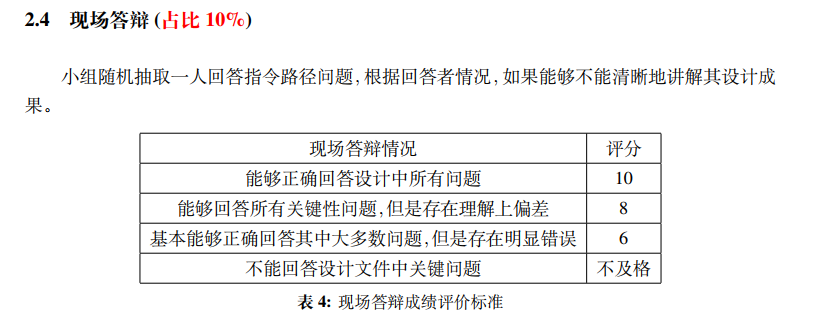 2.4 现场答辩 (占比 10%)
小组随机抽取一人回答指令路径问题, 根据回答者情况, 如果能够不能清晰地讲解其设计成
果。
现场答辩情况 评分
能够正确回答设计中所有问题 10
能够回答所有关键性问题, 但是存在理解上偏差 8
基本能够正确回答其中大多数问题, 但是存在明显错误 6
不能回答设计文件中关键问题 不及格
表 4: 现场答辩成绩评价标准